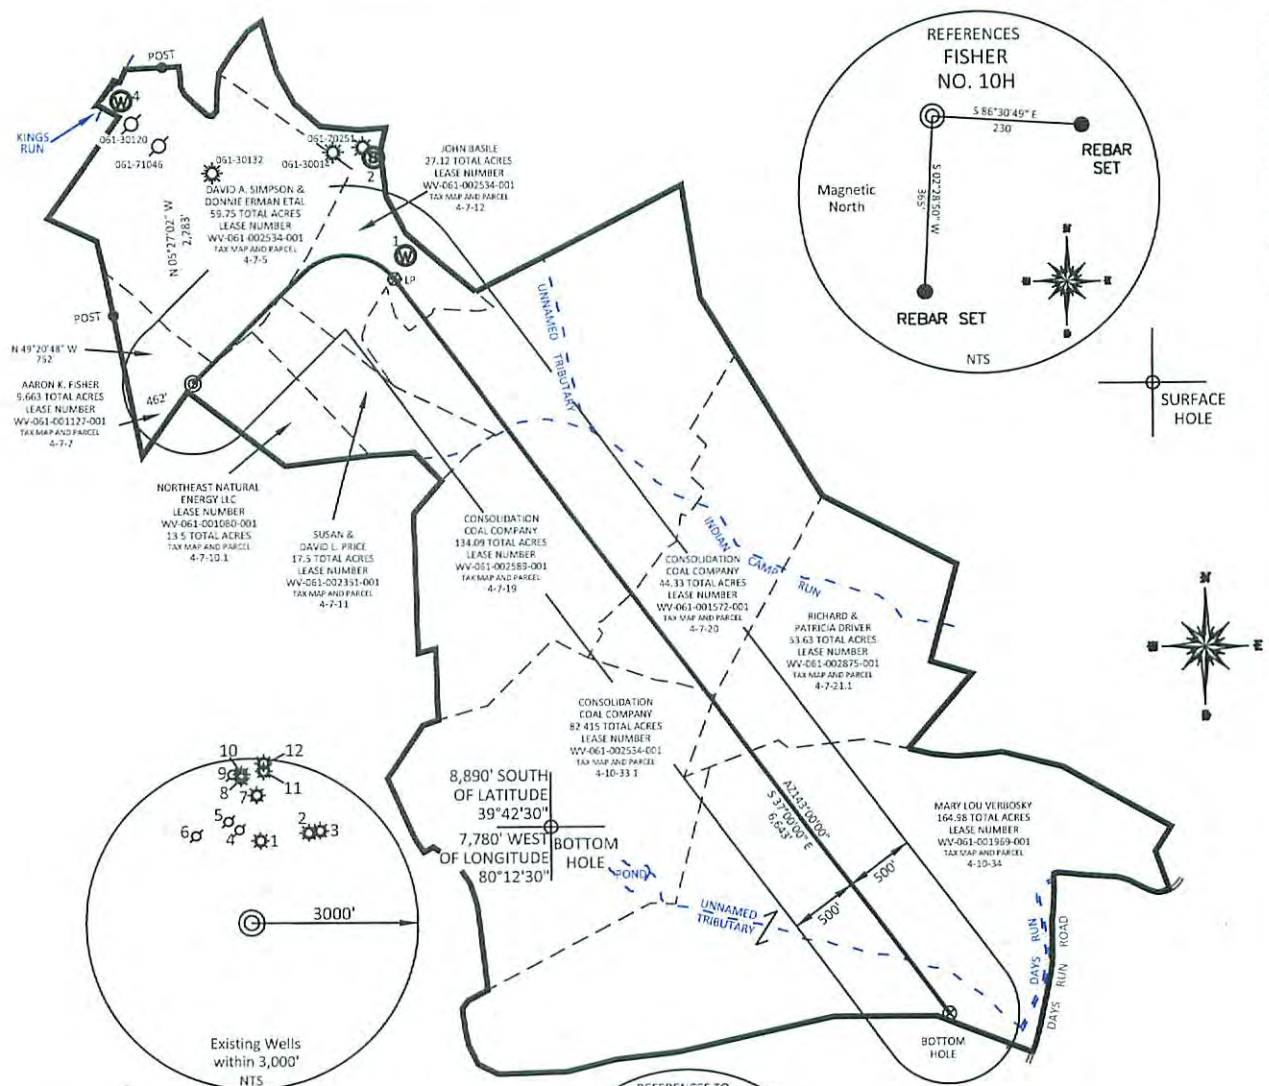 POST
4
KINGS
RUN
061-30120
061-71046
061-30132
061-70251
2
DAVID A. SIMPSON &
DONNIE ERMAN ETAL
59.75 TOTAL ACRES
LEASE NUMBER
WV-061-002534-001
TAX MAP AND PARCEL
4-7-5
N 05°27'02" W
2,783'
JOHN BASILE
27.12 TOTAL ACRES
LEASE NUMBER
WV-061-002534-001
TAX MAP AND PARCEL
4-7-12
1
LP
POST
N 49°20'48" W
752
AARON K. FISHER
9.663 TOTAL ACRES
LEASE NUMBER
WV-061-001127-001
TAX MAP AND PARCEL
4-7-7
462'
NORTHEAST NATURAL
ENERGY LLC
LEASE NUMBER
WV-061-001080-001
13.5 TOTAL ACRES
TAX MAP AND PARCEL
4-7-10.1
SUSAN &
DAVID L. PRICE
17.5 TOTAL ACRES
LEASE NUMBER
WV-061-002351-001
TAX MAP AND PARCEL
4-7-11
CONSOLIDATION
COAL COMPANY
134.09 TOTAL ACRES
LEASE NUMBER
WV-061-002589-001
TAX MAP AND PARCEL
4-7-19
UNNAMED
TRIBUTARY
INDIAN
CAMP
RUN
CONSOLIDATION
COAL COMPANY
44.33 TOTAL ACRES
LEASE NUMBER
WV-061-001572-001
TAX MAP AND PARCEL
4-7-20
RICHARD &
PATRICIA DRIVER
53.63 TOTAL ACRES
LEASE NUMBER
WV-061-002875-001
TAX MAP AND PARCEL
4-7-21.1
CONSOLIDATION
COAL COMPANY
82.415 TOTAL ACRES
LEASE NUMBER
WV-061-002534-001
TAX MAP AND PARCEL
4-10-33.1
MARY LOU VERBOSKY
164.98 TOTAL ACRES
LEASE NUMBER
WV-061-001969-001
TAX MAP AND PARCEL
4-10-34
AZ143°00'00"
S 37°00'00" E
6,643'
500'
500'
8,890' SOUTH
OF LATITUDE
39°42'30"
7,780' WEST
OF LONGITUDE
80°12'30"
BOTTOM
HOLE
POND
UNNAMED
TRIBUTARY
DAYS RUN
DAYS RUN ROAD
BOTTOM
HOLE
REFERENCES
FISHER
NO. 10H
S 86°30'49" E
230
S 02°28'50" W
365'
REBAR
SET
REBAR SET
Magnetic
North
N
NTS
SURFACE
HOLE
N
10
12
9
8
11
7
5
6
4
2
3
1
3000'
Existing Wells
within 3,000'
NTS
REFERENCES TO